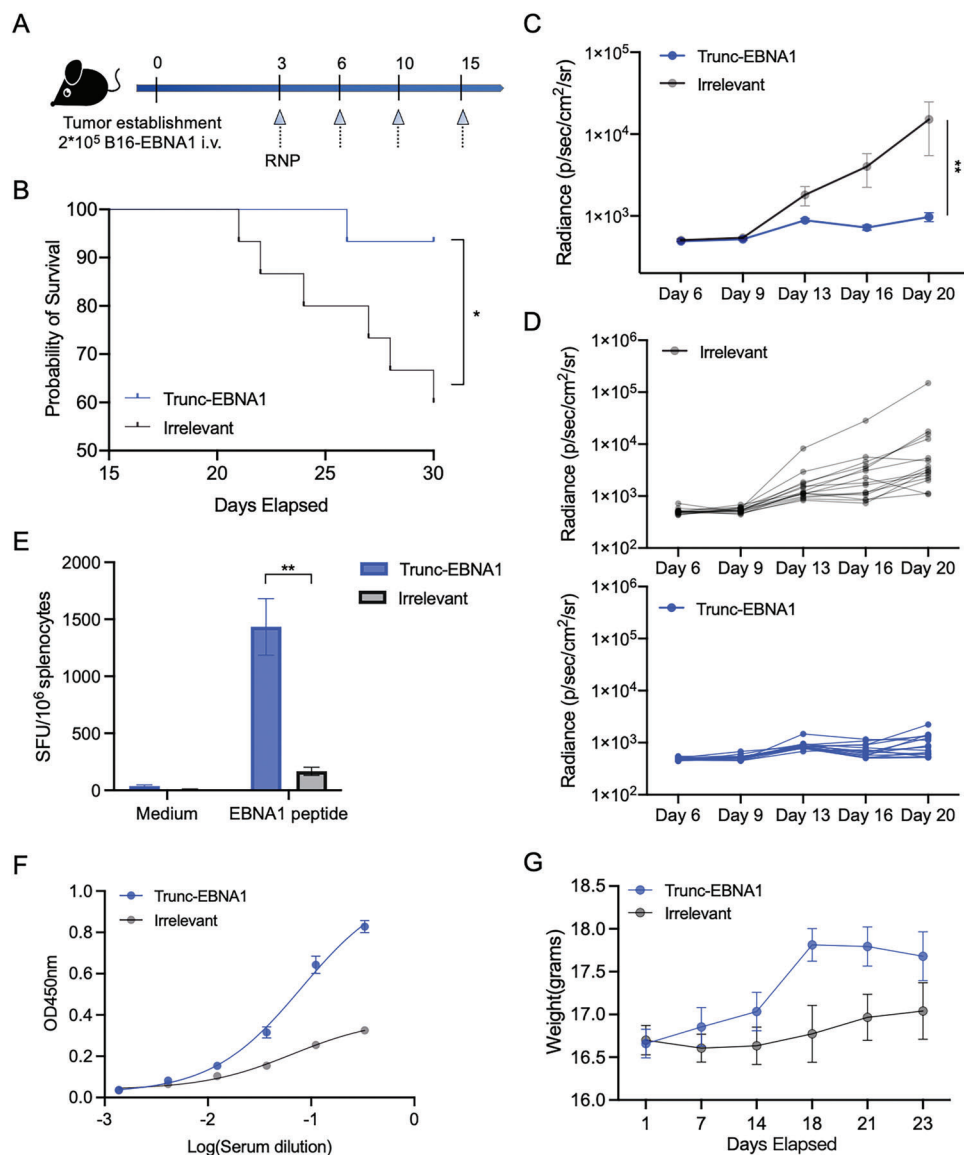 A
0
3
6
10
15
Tumor establishment
2*10⁵ B16-EBNA1 i.v.
RNP
B
Probability of Survival
100
90
80
70
60
50
Trunc-EBNA1
Irrelevant
*
15
20
25
30
Days Elapsed
C
Radiance (p/sec/cm²/sr)
1×10⁵
1×10⁴
1×10³
Trunc-EBNA1
Irrelevant
**
Day 6
Day 9
Day 13
Day 16
Day 20
D
Radiance (p/sec/cm²/sr)
1×10⁶
1×10⁵
1×10⁴
1×10³
1×10²
Irrelevant
Day 6
Day 9
Day 13
Day 16
Day 20
Radiance (p/sec/cm²/sr)
1×10⁶
1×10⁵
1×10⁴
1×10³
1×10²
Trunc-EBNA1
Day 6
Day 9
Day 13
Day 16
Day 20
E
SFU/10⁶ splenocytes
2000
1500
1000
500
0
**
Trunc-EBNA1
Irrelevant
Medium
EBNA1 peptide
F
OD450nm
1.0
0.8
0.6
0.4
0.2
0.0
Trunc-EBNA1
Irrelevant
-3
-2
-1
0
Log(Serum dilution)
G
Weight(grams)
18.5
18.0
17.5
17.0
16.5
16.0
Trunc-EBNA1
Irrelevant
1
7
14
18
21
23
Days Elapsed